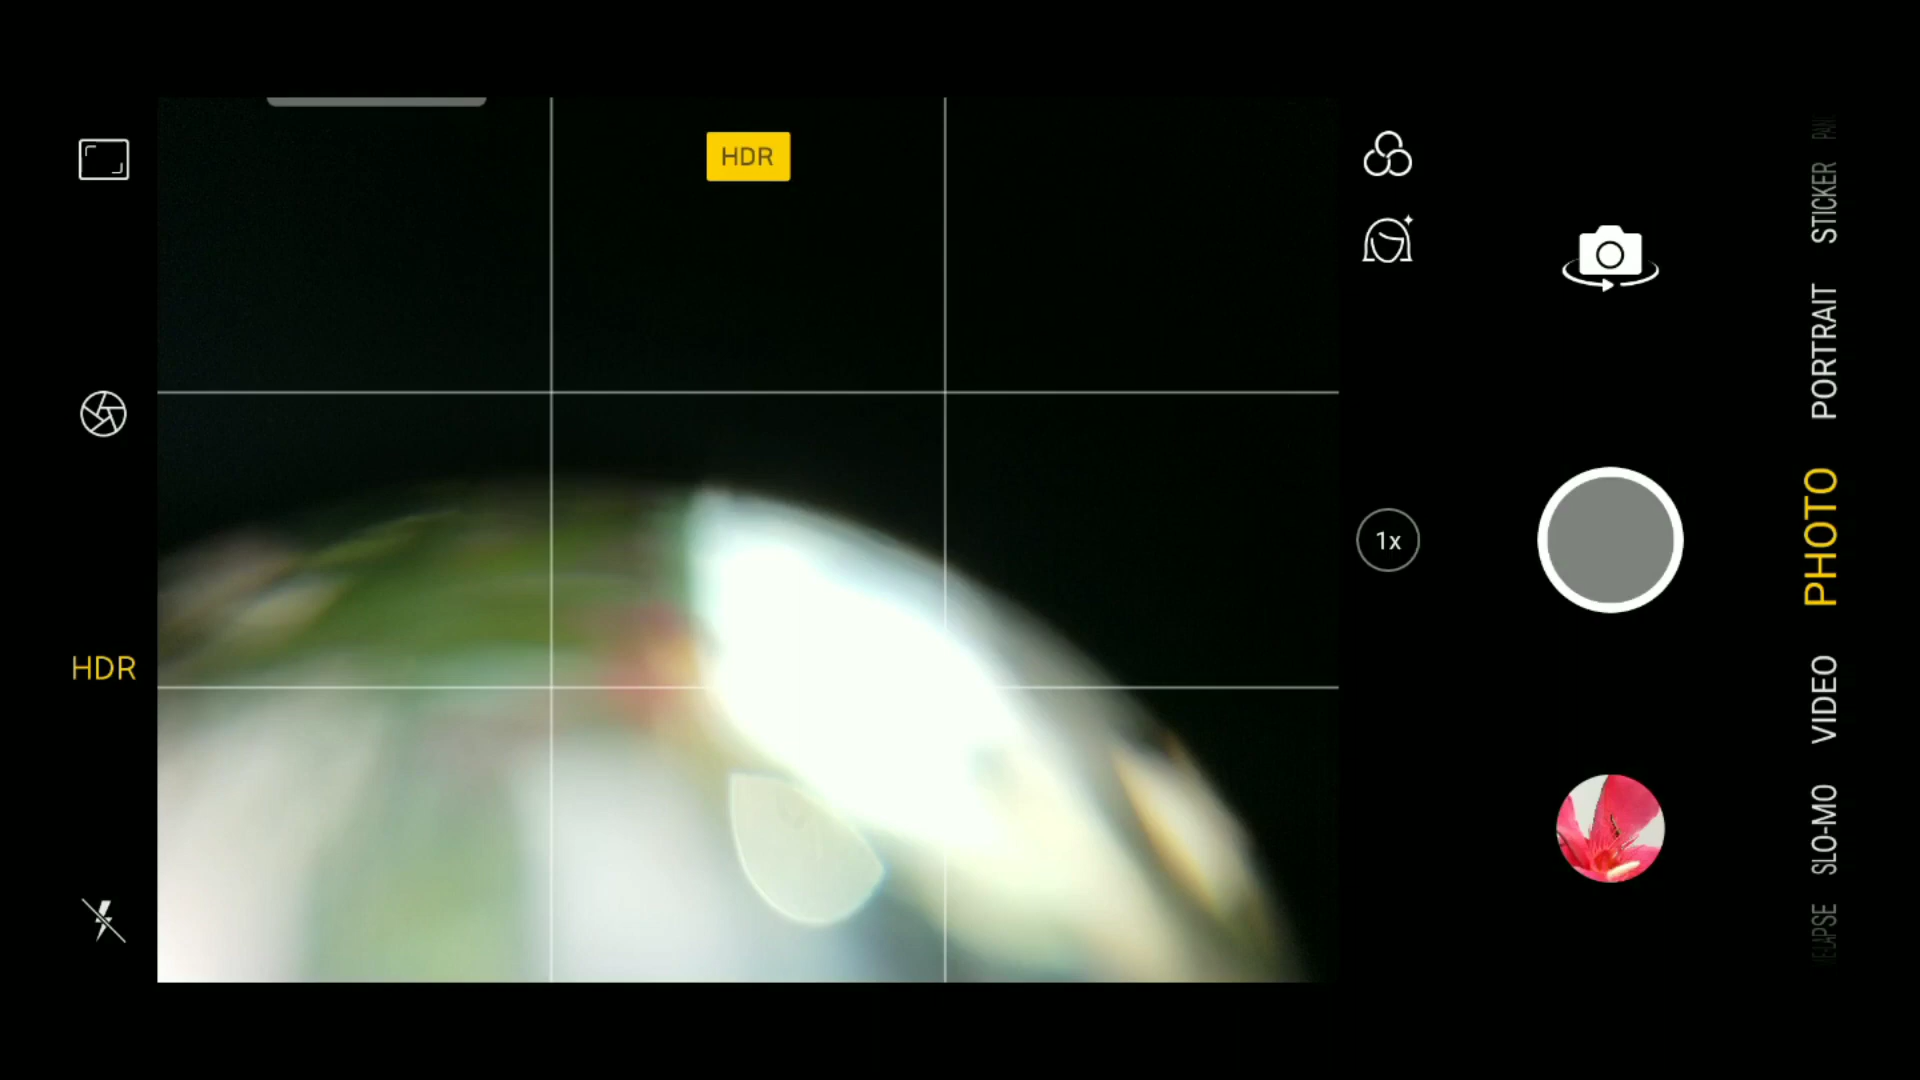 HDR
HDR
1x
STICKER
PORTRAIT
PHOTO
VIDEO
SLO-MO